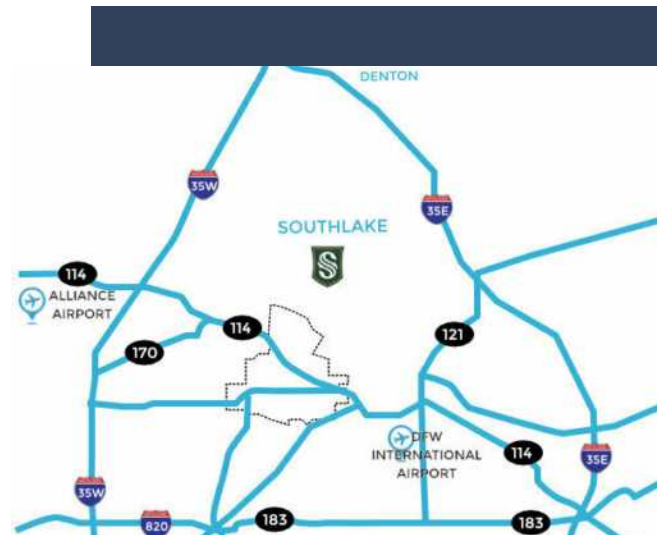 DENTON
35W
35E
SOUTHLAKE
S
114
ALLIANCE
AIRPORT
114
121
170
DFW
INTERNATIONAL
AIRPORT
114
35E
35W
820
183
183